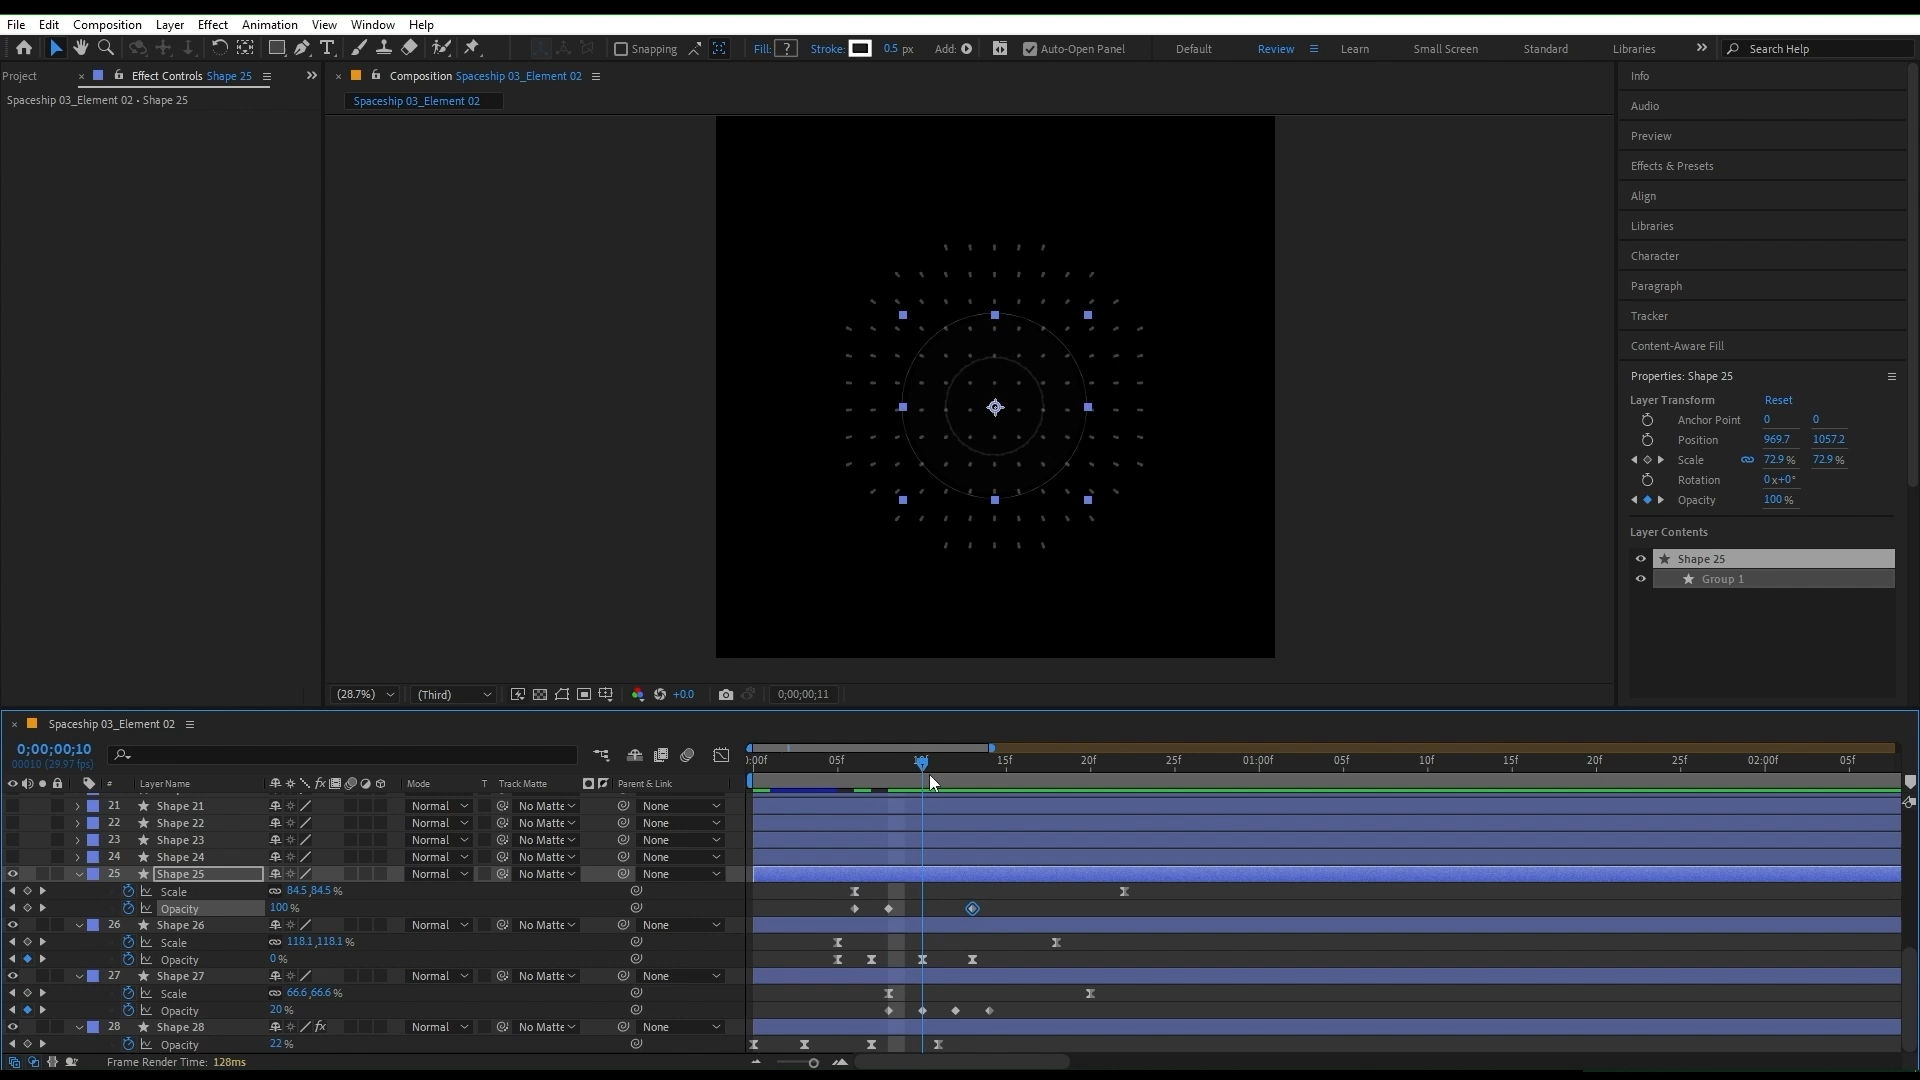 File Edit Composition Layer Effect Animation View Window Help
Snapping Fill: ? Stroke: 0.5 px Add: Auto-Open Panel Default Review Learn Small Screen Standard Libraries Search Help
Project Effect Controls Shape 25
Composition Spaceship 03_Element 02
Spaceship 03_Element 02 • Shape 25
Spaceship 03_Element 02
Info
Audio
Preview
Effects & Presets
Align
Libraries
Character
Paragraph
Tracker
Content-Aware Fill
Properties: Shape 25
Layer Transform Reset
Anchor Point 0 0
Position 969.7 1057.2
Scale 72.9 % 72.9 %
Rotation 0x+0°
Opacity 100 %
Layer Contents
Shape 25
Group 1
(28.7%) (Third) +0.0 0;00;00;11
Spaceship 03_Element 02
0;00;00;10
00010 (29.97 fps)
:00f 05f 15f 20f 25f 01:00f 05f 10f 15f 20f 25f 02:00f 05f
# Layer Name fx Mode T Track Matte Parent & Link
21 Shape 21 Normal No Matte None
22 Shape 22 Normal No Matte None
23 Shape 23 Normal No Matte None
24 Shape 24 Normal No Matte None
25 Shape 25 Normal No Matte None
Scale 84.5,84.5 %
Opacity 100 %
26 Shape 26 Normal No Matte None
Scale 118.1,118.1 %
Opacity 0 %
27 Shape 27 Normal No Matte None
Scale 66.6,66.6 %
Opacity 20 %
28 Shape 28 fx Normal No Matte None
Opacity 22 %
Frame Render Time: 128ms